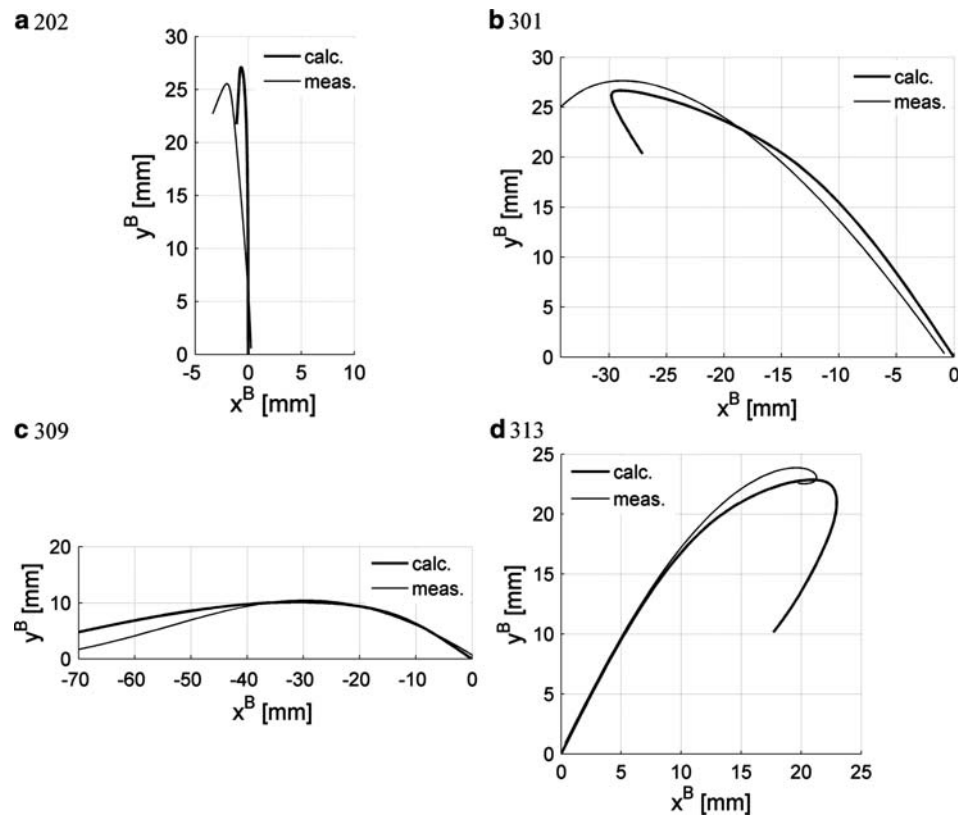 a 202
30
25
20
15
10
5
0
y^B [mm]
-5 0 5 10
x^B [mm]
calc.
meas.
b 301
30
25
20
15
10
5
0
y^B [mm]
-30 -25 -20 -15 -10 -5 0
x^B [mm]
calc.
meas.
c 309
20
10
0
y^B [mm]
-70 -60 -50 -40 -30 -20 -10 0
x^B [mm]
calc.
meas.
d 313
25
20
15
10
5
0
y^B [mm]
0 5 10 15 20 25
x^B [mm]
calc.
meas.